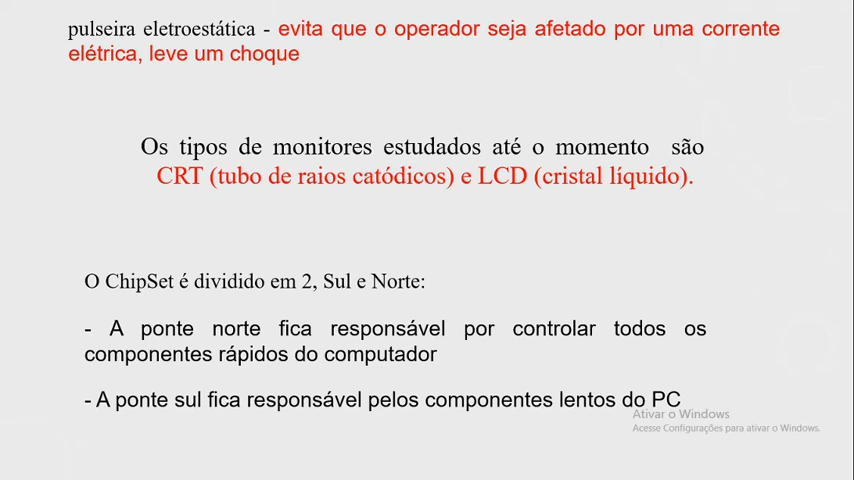 pulseira eletroestática - evita que o operador seja afetado por uma corrente
elétrica, leve um choque
Os tipos de monitores estudados até o momento são
CRT (tubo de raios catódicos) e LCD (cristal líquido).
O ChipSet é dividido em 2, Sul e Norte:
- A ponte norte fica responsável por controlar todos os
componentes rápidos do computador
- A ponte sul fica responsável pelos componentes lentos do PC
Ativar o Windows
Acesse Configurações para ativar o Windows.